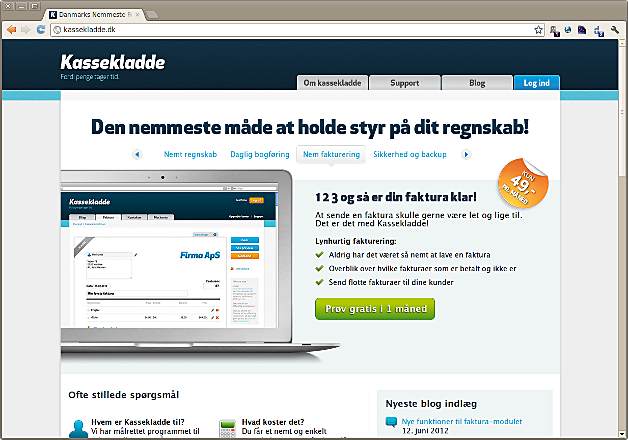 Danmarks Nemmeste B
kassekladde.dk
Kassekladde
Fordi penge tager tid.
Om kassekladde
Support
Blog
Log ind
Den nemmeste måde at holde styr på dit regnskab!
Nemt regnskab
Daglig bogføring
Nem fakturering
Sikkerhed og backup
KUN
49,-
PR. MÅNED
Kassekladde
Firma ApS
1 2 3 og så er din faktura klar!
At sende en faktura skulle gerne være let og lige til.
Det er det med Kassekladde!
Lynhurtig fakturering:
Aldrig har det været så nemt at lave en faktura
Overblik over hvilke fakturaer som er betalt og ikke er
Send flotte fakturaer til dine kunder
Prøv gratis i 1 måned
Ofte stillede spørgsmål
Hvem er Kassekladde til?
Vi har målrettet programmet til
Hvad koster det?
Du får et nemt og enkelt
Nyeste blog indlæg
Nye funktioner til faktura-modulet
12. juni 2012